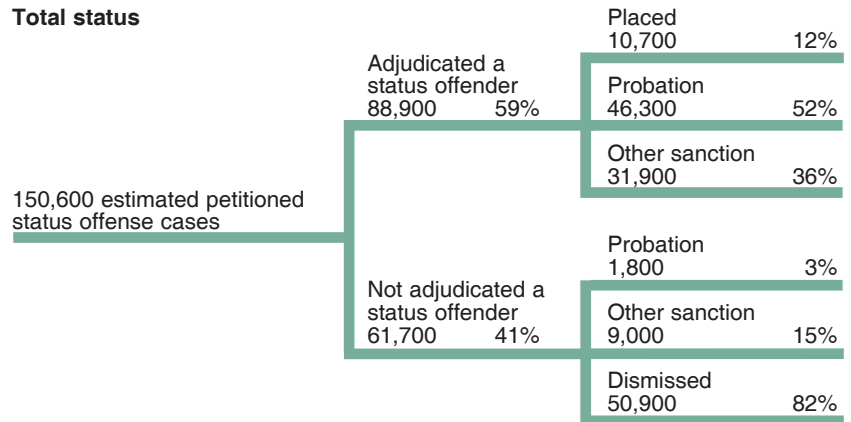 Total status
150,600 estimated petitioned
status offense cases
Adjudicated a
status offender
88,900 59%
Placed
10,700 12%
Probation
46,300 52%
Other sanction
31,900 36%
Not adjudicated a
status offender
61,700 41%
Probation
1,800 3%
Other sanction
9,000 15%
Dismissed
50,900 82%